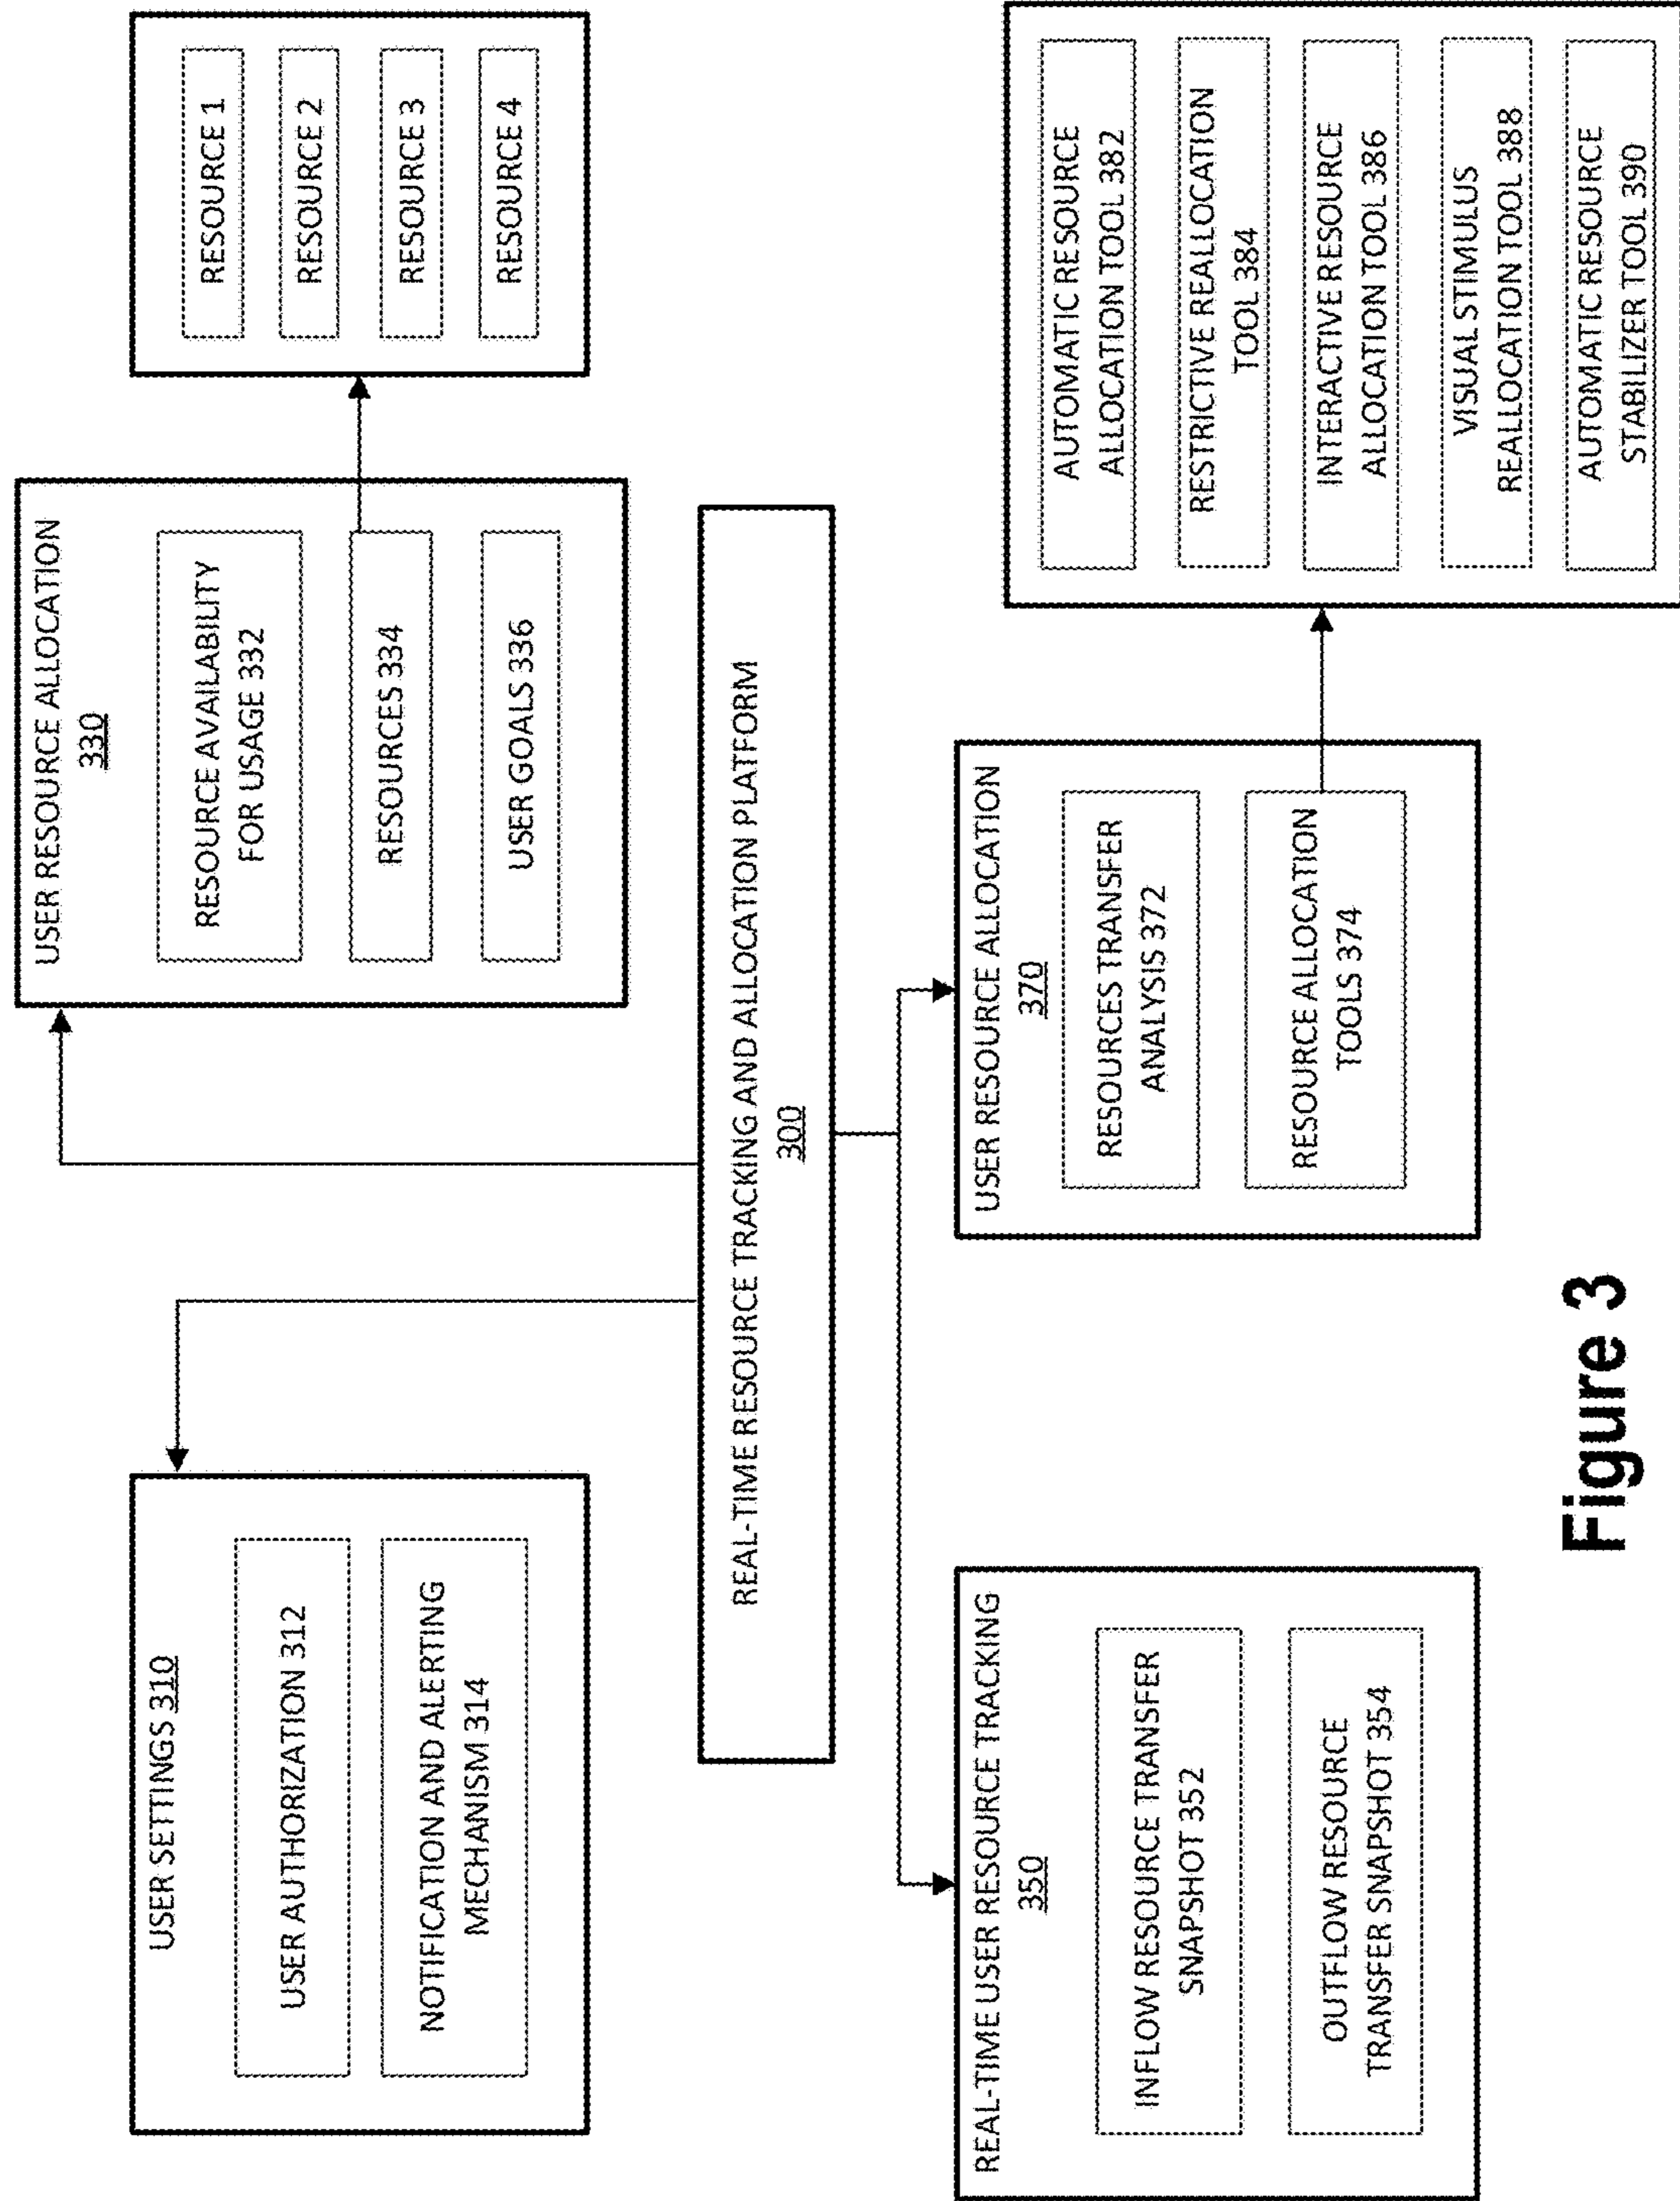 USER SETTINGS 310
USER AUTHORIZATION 312
NOTIFICATION AND ALERTING
MECHANISM 314
USER RESOURCE ALLOCATION
330
RESOURCE AVAILABILITY
FOR USAGE 332
RESOURCES 334
USER GOALS 336
RESOURCE 1
RESOURCE 2
RESOURCE 3
RESOURCE 4
REAL-TIME RESOURCE TRACKING AND ALLOCATION PLATFORM
300
REAL-TIME USER RESOURCE TRACKING
350
INFLOW RESOURCE TRANSFER
SNAPSHOT 352
OUTFLOW RESOURCE
TRANSFER SNAPSHOT 354
USER RESOURCE ALLOCATION
370
RESOURCES TRANSFER
ANALYSIS 372
RESOURCE ALLOCATION
TOOLS 374
AUTOMATIC RESOURCE
ALLOCATION TOOL 382
RESTRICTIVE REALLOCATION
TOOL 384
INTERACTIVE RESOURCE
ALLOCATION TOOL 386
VISUAL STIMULUS
REALLOCATION TOOL 388
AUTOMATIC RESOURCE
STABILIZER TOOL 390
Figure 3